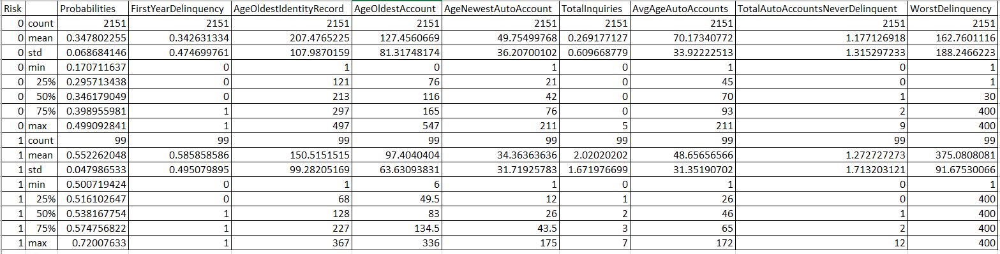 Risk Probabilities FirstYearDelinquency AgeOldestIdentityRecord AgeOldestAccount AgeNewestAutoAccount TotalInquiries AvgAgeAutoAccounts TotalAutoAccountsNeverDelinquent WorstDelinquency
0 count 2151 2151 2151 2151 2151 2151 2151 2151 2151
0 mean 0.347802255 0.342631334 207.4765225 127.4560669 49.75499768 0.269177127 70.17340772 1.177126918 162.7601116
0 std 0.068684146 0.474699761 107.9870159 81.31748174 36.20700102 0.609668779 33.92222513 1.315297233 188.2466223
0 min 0.170711637 0 1 0 1 0 1 0 1
0 25% 0.295713438 0 121 76 21 0 45 0 1
0 50% 0.346179049 0 213 116 42 0 70 1 30
0 75% 0.398955981 1 297 165 76 0 93 2 400
0 max 0.499092841 1 497 547 211 5 211 9 400
1 count 99 99 99 99 99 99 99 99 99
1 mean 0.552262048 0.585858586 150.5151515 97.4040404 34.36363636 2.02020202 48.65656566 1.272727273 375.0808081
1 std 0.047986533 0.495079895 99.28205169 63.63093831 31.71925783 1.671976699 31.35190702 1.713203121 91.67530066
1 min 0.500719424 0 1 6 1 0 1 0 1
1 25% 0.516102647 0 68 49.5 12 1 26 0 400
1 50% 0.538167754 1 128 83 26 2 46 1 400
1 75% 0.574756822 1 227 134.5 43.5 3 65 2 400
1 max 0.72007633 1 367 336 175 7 172 12 400